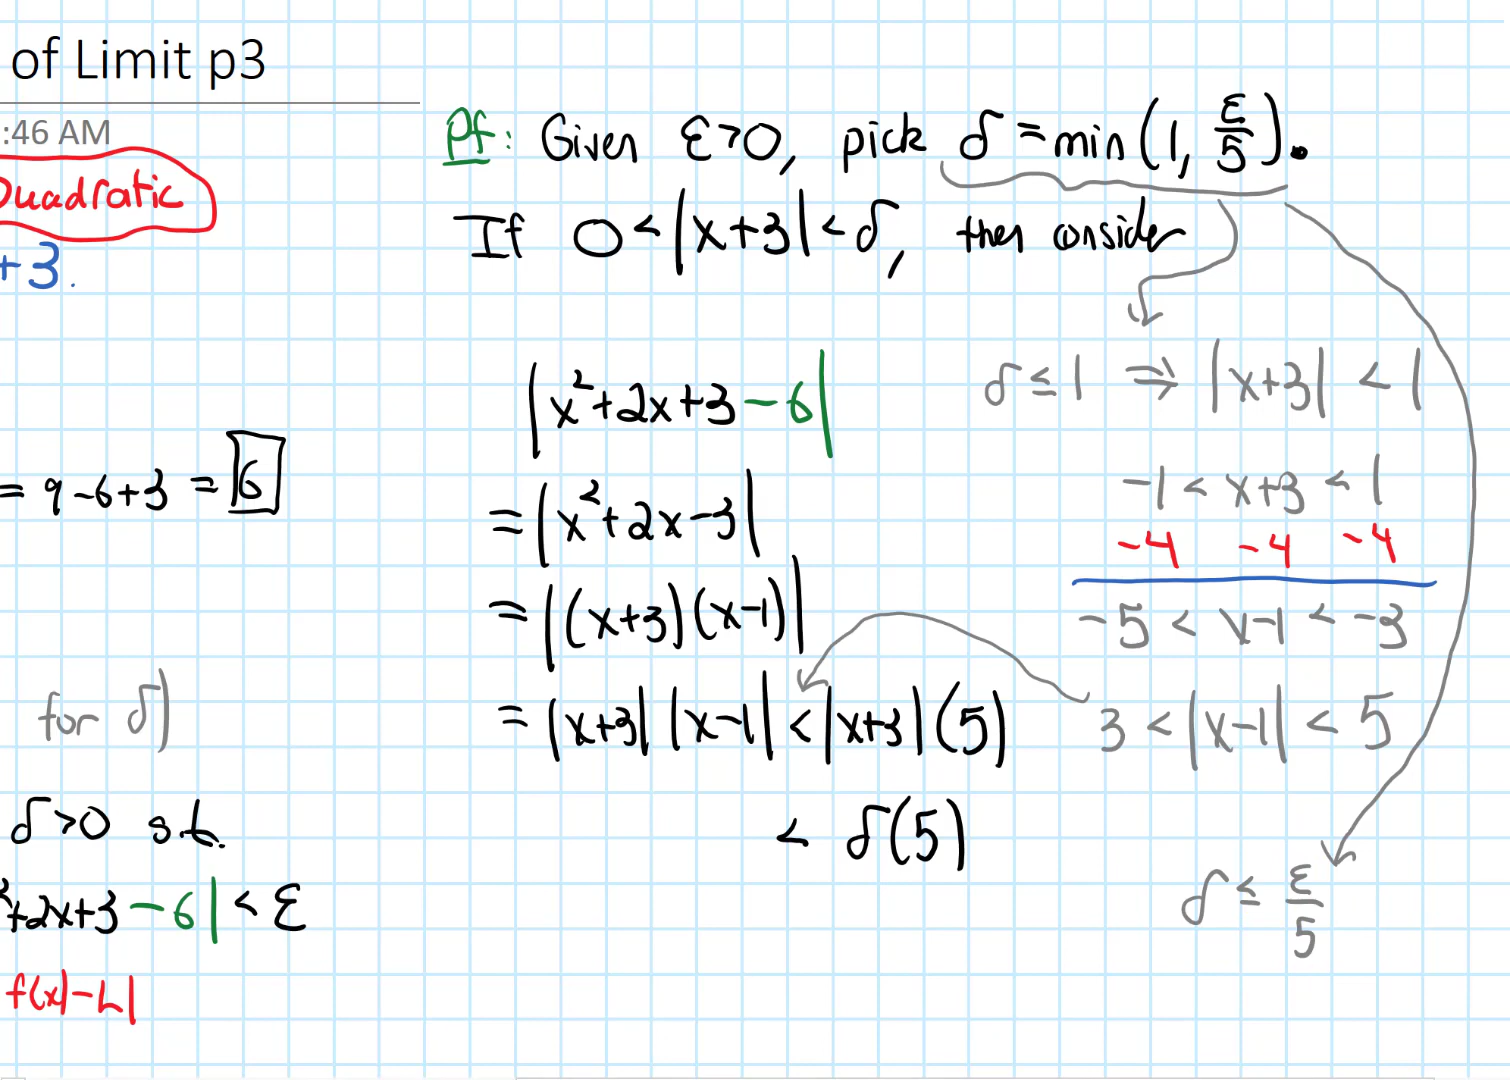 of Limit p3
:46 AM
Quadratic
+3.
= 9-6+3 = 6
for δ)
δ>0 s.t.
²+2x+3-6| < ε
f(x)-L|
Pf: Given ε>0, pick δ = min(1, ε/5).
If 0<|x+3|<δ, then consider
|x²+2x+3-6|
=|x²+2x-3|
=|(x+3)(x-1)|
=|x+3||x-1|<|x+3|(5)
< δ(5)
δ≤1 ⇒ |x+3| < 1
-1 < x+3 < 1
-4 -4 -4
-5 < x-1 < -3
3 < |x-1| < 5
δ ≤ ε/5